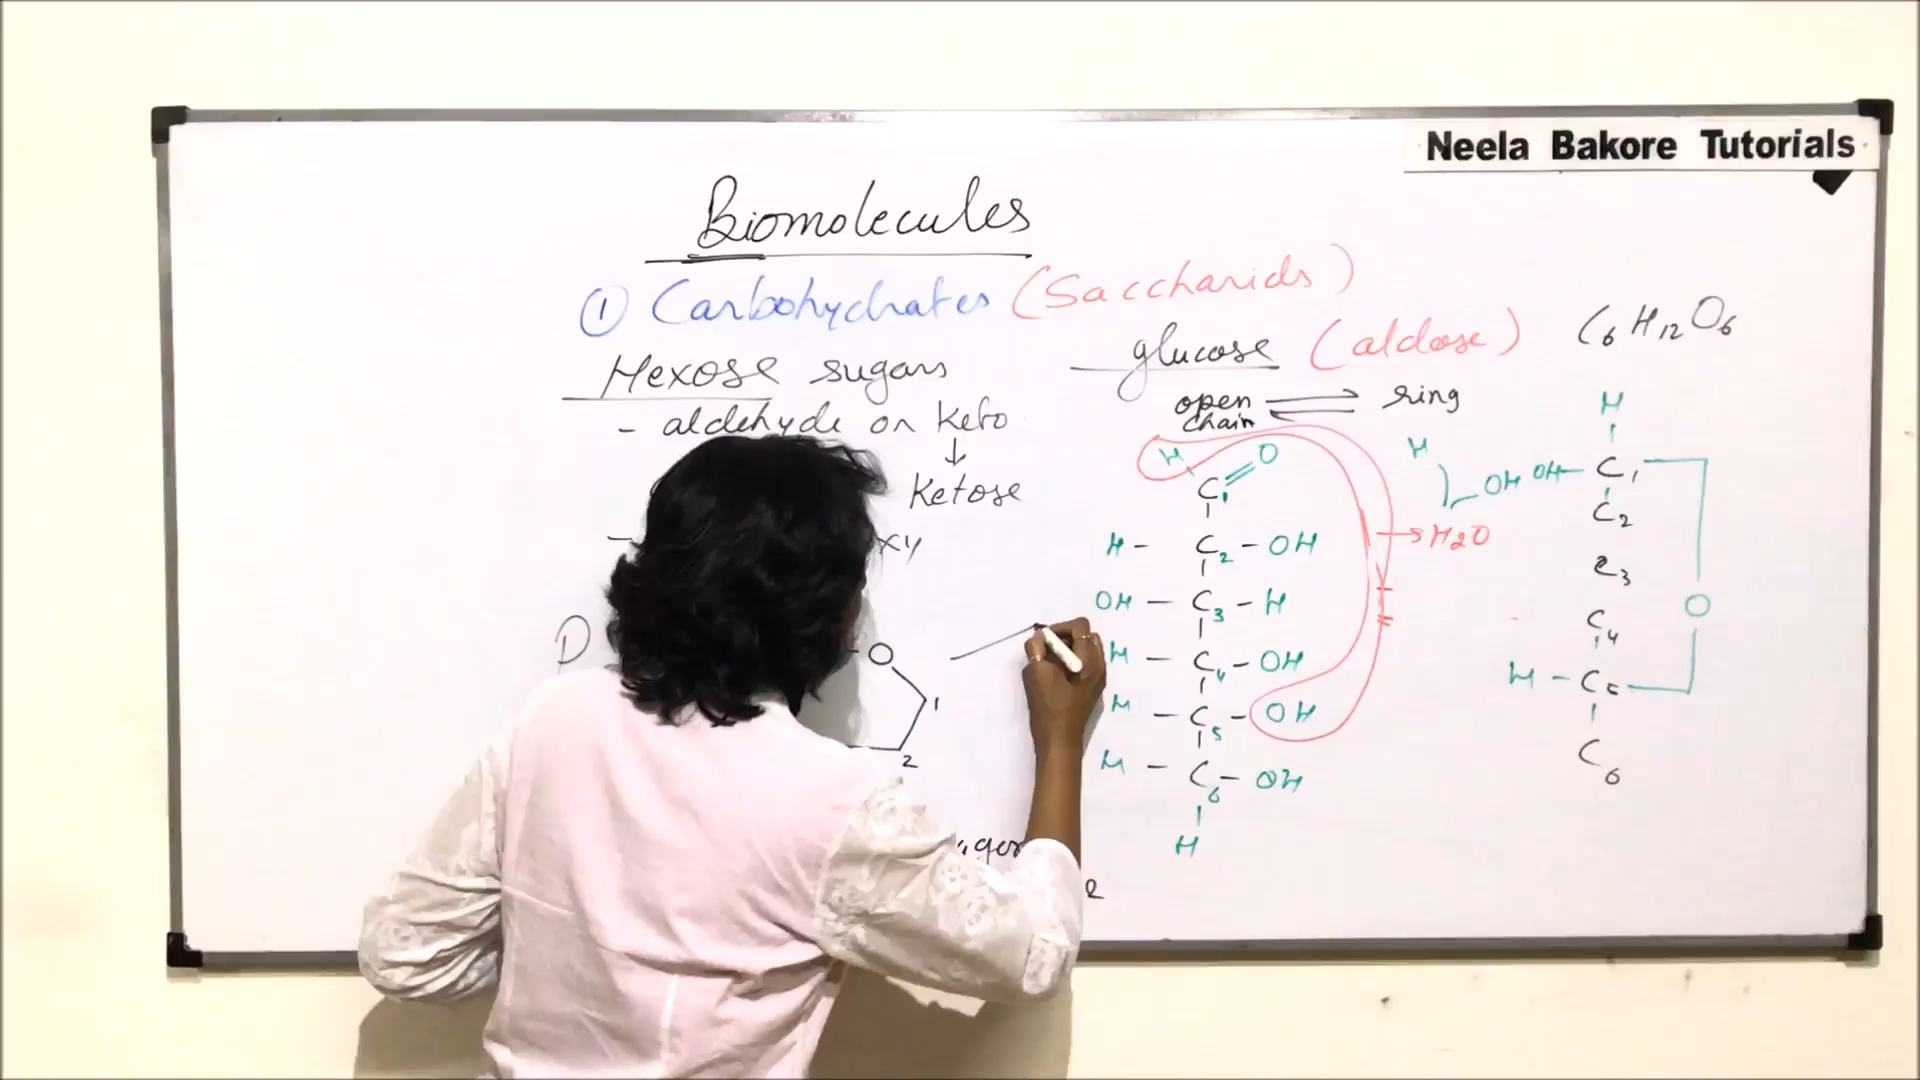 Neela Bakore Tutorials
Biomolecules
① Carbohydrates (Saccharids)
Hexose sugars
- aldehyde or Keto
↓
Ketose
xy
D
O
1
2
glucose (aldose) C6H12O6
open chain ⇌ ring
H O
C1
H - C2 - OH
OH - C3 - H
H - C4 - OH
H - C5 - OH
H - C6 - OH
H
→ H2O
H
OH
H
OH - C1
C2
C3
C4
O
H - C5
C6